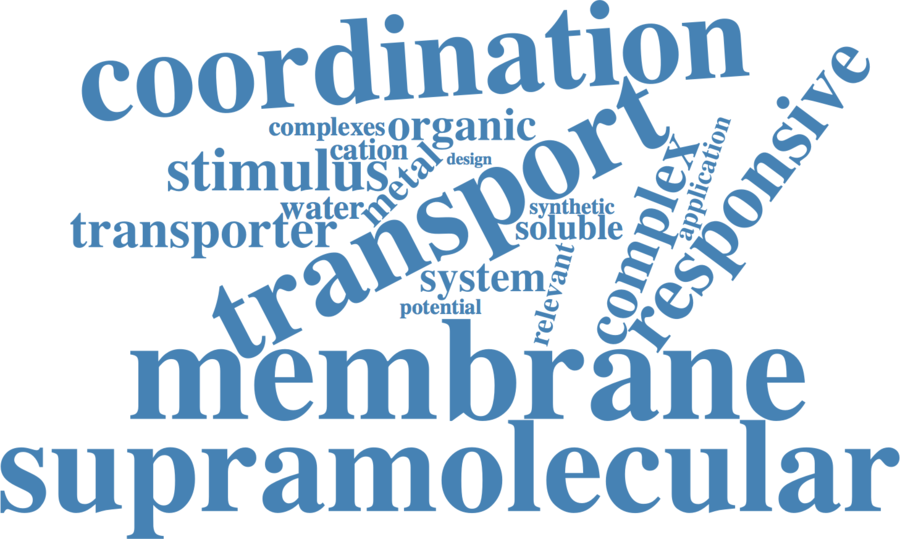 coordination
responsive
transport
complexes
organic
cation
design
stimulus
metal
complex
application
water
synthetic
transporter
soluble
system
relevant
potential
membrane
supramolecular